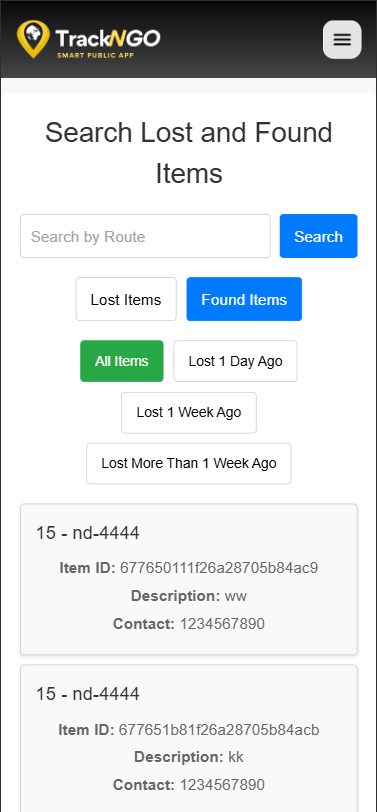 TrackNGO
SMART PUBLIC APP
Search Lost and Found
Items
Search by Route
Search
Lost Items
Found Items
All Items
Lost 1 Day Ago
Lost 1 Week Ago
Lost More Than 1 Week Ago
15 - nd-4444
Item ID: 677650111f26a28705b84ac9
Description: ww
Contact: 1234567890
15 - nd-4444
Item ID: 677651b81f26a28705b84acb
Description: kk
Contact: 1234567890